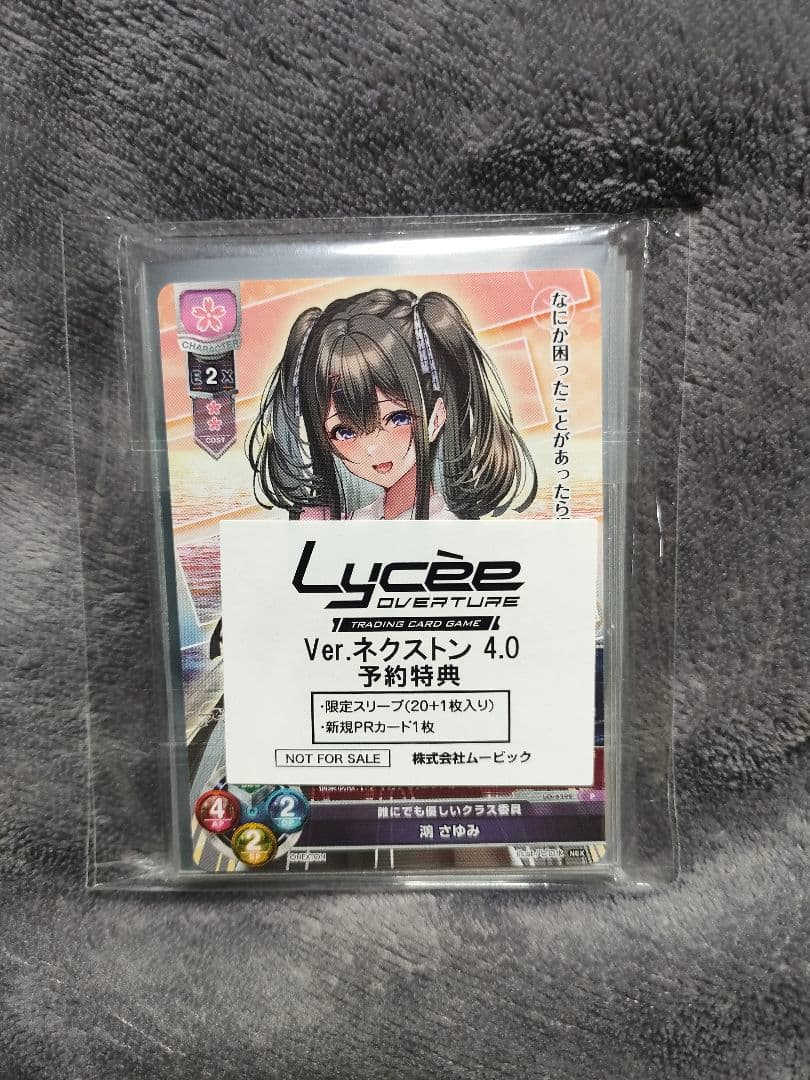 CHARACTER
E 2 X
COST
なにか困ったことがあったら
Lycèe
OVERTURE
TRADING CARD GAME
Ver.ネクストン 4.0
予約特典
・限定スリーブ(20+1枚入り)
・新規PRカード1枚
NOT FOR SALE 株式会社ムービック
4
AP
2
DP
2
誰にでも優しいクラス委員
鴻 さゆみ
©NEXTON
NEX